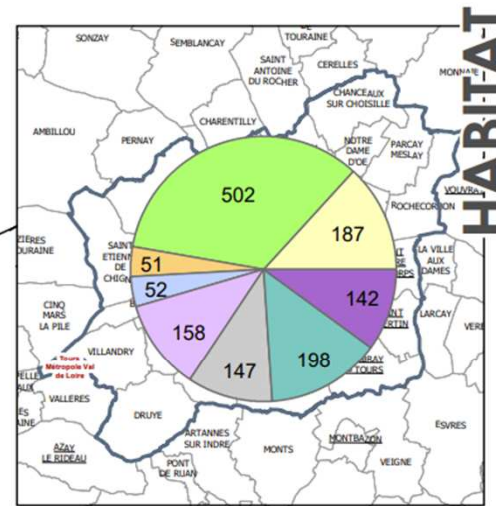 HABITAT
SONZAY
SEMBLANCAY
TOURAINE
SAINT
ANTOINE
DU ROCHER
CERELLES
MONNAIE
CHANCEAUX
SUR CHOISILLE
AMBILLOU
PERNAY
CHARENTILLY
NOTRE
DAME
D'OE
PARCAY
MESLAY
VOUVRAY
ROCHECORBON
502
187
SAINT
ETIENNE
DE
CHIGNY
LA VILLE
AUX
DAMES
51
52
142
CINQ
MARS
LA PILE
LARCAY
158
147
198
VILLANDRY
Tours
Métropole Val
de Loire
VALLERES
DRUYE
ARTANNES
SUR INDRE
MONTS
MONTBAZON
ESVRES
AZAY
LE RIDEAU
PONT
DE RUAN
VEIGNE